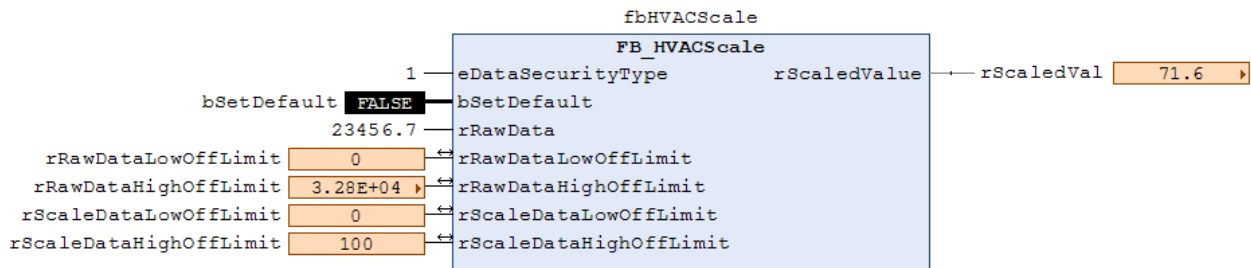 fbHVACScale
FB_HVACScale
1 eDataSecurityType rScaledValue rScaledVal 71.6
bSetDefault FALSE bSetDefault
23456.7 rRawData
rRawDataLowOffLimit 0 rRawDataLowOffLimit
rRawDataHighOffLimit 3.28E+04 rRawDataHighOffLimit
rScaleDataLowOffLimit 0 rScaleDataLowOffLimit
rScaleDataHighOffLimit 100 rScaleDataHighOffLimit